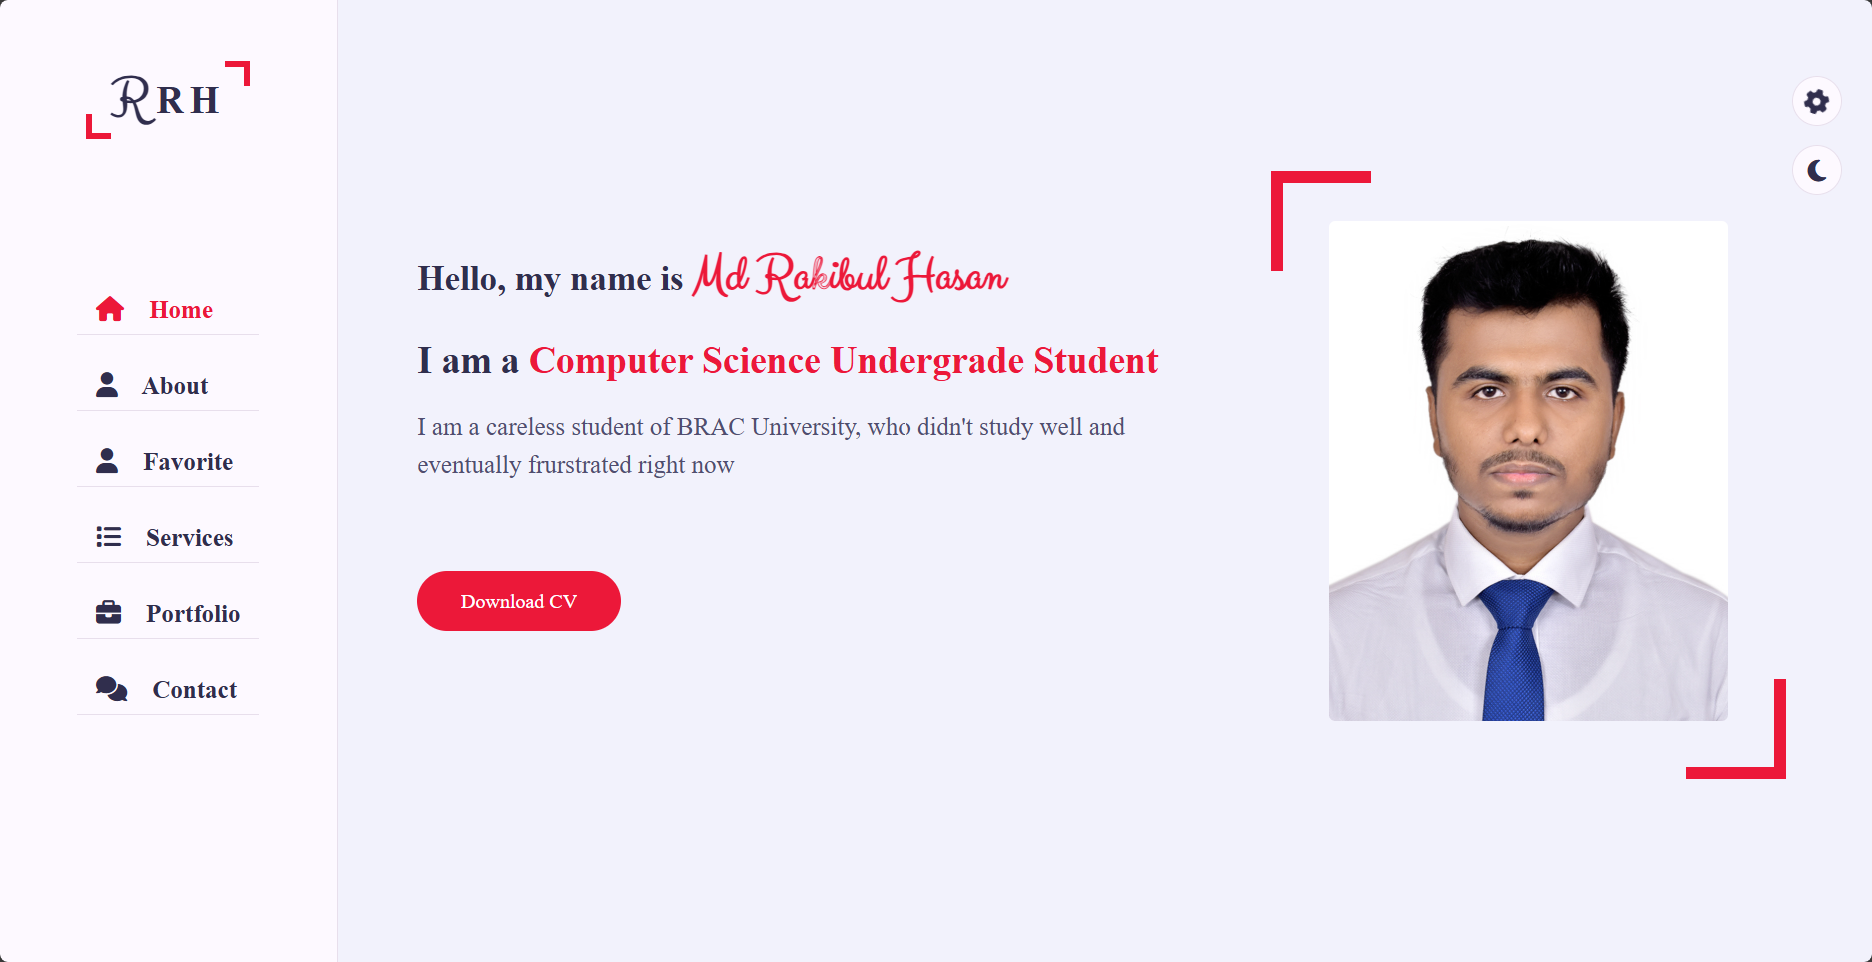 RRH
Home
About
Favorite
Services
Portfolio
Contact
Hello, my name is Md Rakibul Hasan
I am a Computer Science Undergrade Student
I am a careless student of BRAC University, who didn't study well and
eventually frurstrated right now
Download CV